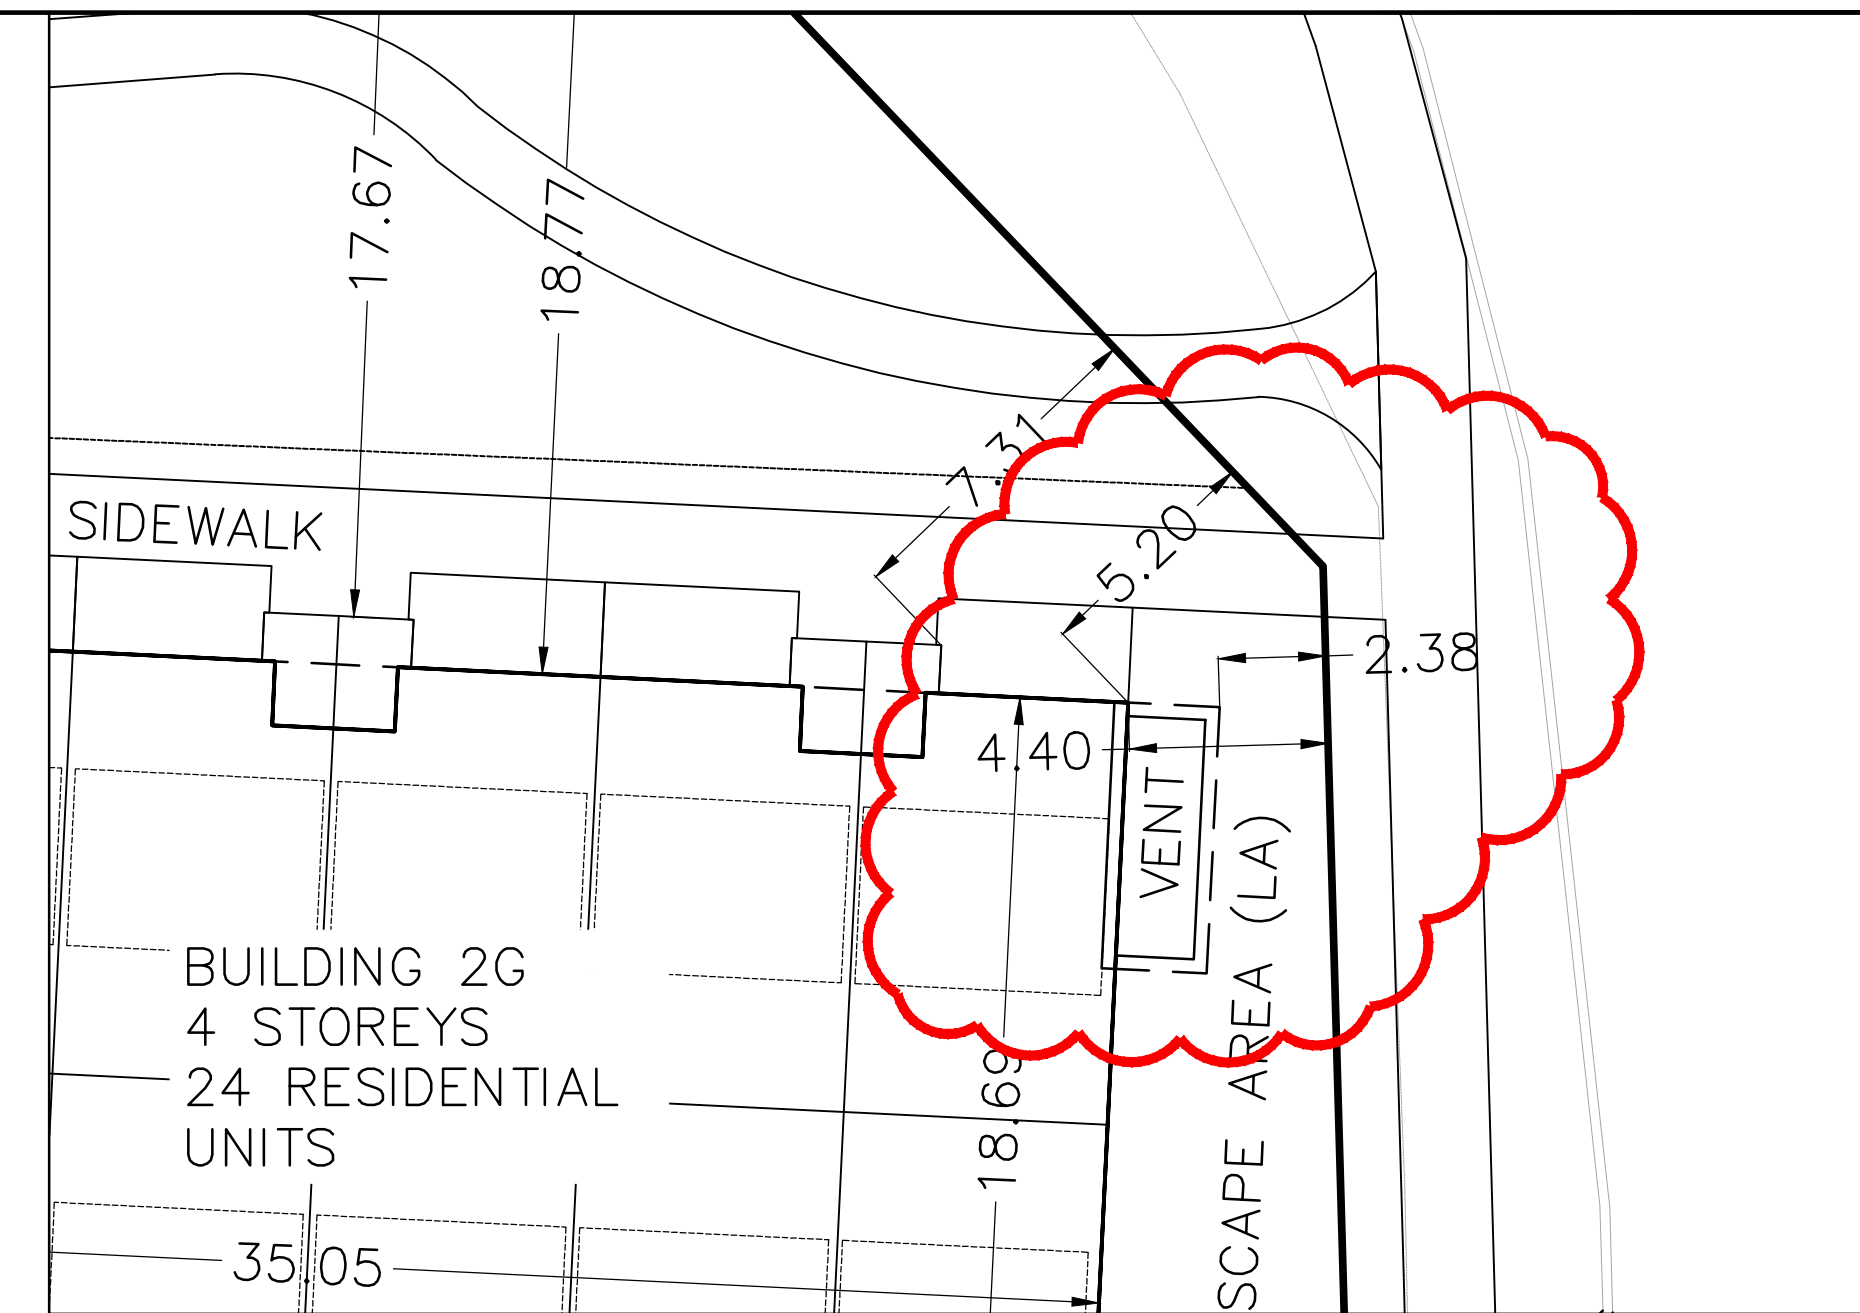 17.67
18.77
7.31
SIDEWALK
5.20
2.38
4.40
VENT
SCAPE AREA (LA)
BUILDING 2G
4 STOREYS
24 RESIDENTIAL
UNITS
18.69
35.05